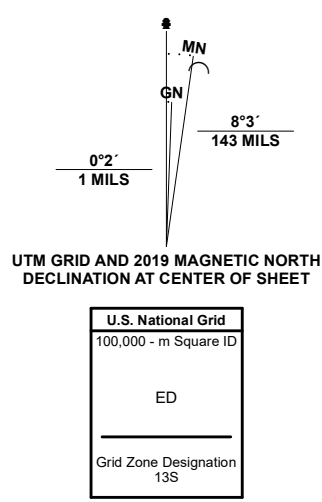 MN
GN
8°3´
143 MILS
0°2´
1 MILS
UTM GRID AND 2019 MAGNETIC NORTH
DECLINATION AT CENTER OF SHEET
U.S. National Grid
100,000 - m Square ID
ED
Grid Zone Designation
13S